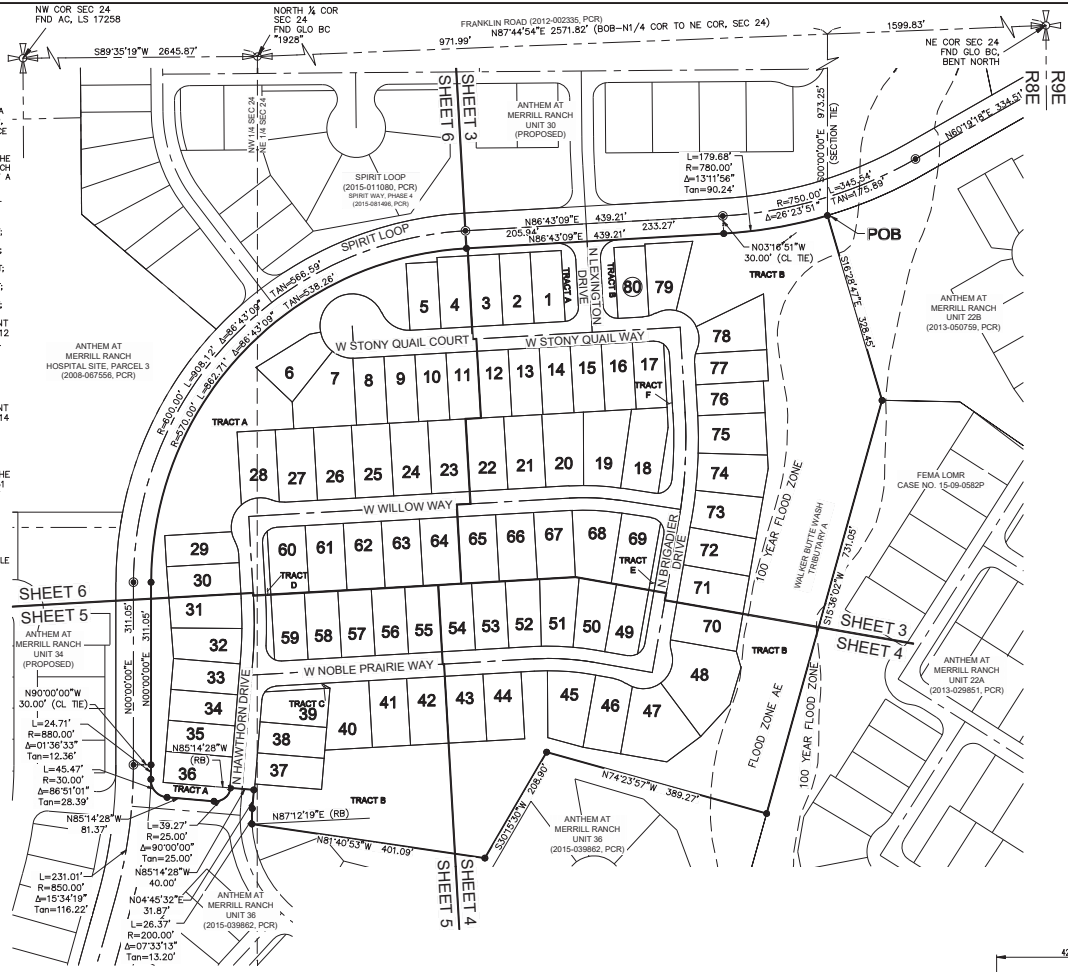 NW COR SEC 24
FND AC, LS 17258
NORTH ¼ COR
SEC 24
FND GLO BC
"1928"
FRANKLIN ROAD (2012-002335, PCR)
N87°44'54"E 2571.82' (BOB-N1/4 COR TO NE COR, SEC 24)
S89°35'19"W 2645.87'
971.99'
1599.83'
NE COR SEC 24
FND GLO BC,
BENT NORTH
R8E
R9E
NW 1/4 SEC 24
NE 1/4 SEC 24
SHEET 6
SHEET 3
ANTHEM AT
MERRILL RANCH
UNIT 30
(PROPOSED)
S00°00'00"E 973.25'
(SECTION TIE)
N60°19'18"E 334.51'
L=179.68'
R=780.00'
Δ=13°11'56"
Tan=90.24'
SPIRIT LOOP
(2015-011080, PCR)
SPIRIT WAY, PHASE 4
(2015-081496, PCR)
R=750.00' L=345.54'
Δ=26°23'51" TAN=175.89'
SPIRIT LOOP
N86°43'09"E 439.21'
205.94'
N86°43'09"E 439.21'
233.27'
POB
N03°16'51"W
30.00' (CL TIE)
TRACT B
N LEXINGTON
DRIVE
TRACT A
TRACT B
5
4
3
2
1
80
79
S16°28'47"E 328.45'
ANTHEM AT
MERRILL RANCH
UNIT 22B
(2013-050759, PCR)
R=600.00' L=908.12' Δ=86°43'09" TAN=566.59'
R=570.00' L=862.71' Δ=86°43'09" TAN=538.26'
ANTHEM AT
MERRILL RANCH
HOSPITAL SITE, PARCEL 3
(2008-067556, PCR)
W STONY QUAIL COURT
W STONY QUAIL WAY
78
77
76
75
74
73
72
71
70
6
7
8
9
10
11
12
13
14
15
16
17
TRACT
F
TRACT A
28
27
26
25
24
23
22
21
20
19
18
FEMA LOMR
CASE NO. 15-09-0582P
W WILLOW WAY
100 YEAR FLOOD ZONE
WALKER BUTTE WASH
TRIBUTARY A
S15°36'02"W 731.05'
29
30
31
32
33
34
35
36
60
61
62
63
64
65
66
67
68
69
TRACT
D
TRACT
E
N BRIGADIER
DRIVE
SHEET 6
SHEET 5
ANTHEM AT
MERRILL RANCH
UNIT 34
(PROPOSED)
N00°00'00"E 311.05'
N00°00'00"E 311.05'
59
58
57
56
55
54
53
52
51
50
49
SHEET 3
SHEET 4
TRACT B
W NOBLE PRAIRIE WAY
N HAWTHORN DRIVE
TRACT C
39
38
37
40
41
42
43
44
45
46
47
48
ANTHEM AT
MERRILL RANCH
UNIT 22A
(2013-029851, PCR)
N90°00'00"W
30.00' (CL TIE)
L=24.71'
R=880.00'
Δ=01°36'33"
Tan=12.36'
L=45.47'
R=30.00'
Δ=86°51'01"
Tan=28.39'
N85°14'28"W
(RB)
TRACT A
FLOOD ZONE AE
100 YEAR FLOOD ZONE
N85°14'28"W
81.37'
L=39.27'
R=25.00'
Δ=90°00'00"
Tan=25.00'
N87°12'19"E (RB)
TRACT B
N81°40'53"W 401.09'
S30°15'30"W 208.90'
N74°23'57"W 389.27'
ANTHEM AT
MERRILL RANCH
UNIT 36
(2015-039862, PCR)
L=231.01'
R=850.00'
Δ=15°34'19"
Tan=116.22'
N85°14'28"W
40.00'
N04°45'32"E
31.87'
L=26.37'
R=200.00'
Δ=07°33'13"
Tan=13.20'
ANTHEM AT
MERRILL RANCH
UNIT 36
(2015-039862, PCR)
SHEET 5
SHEET 4